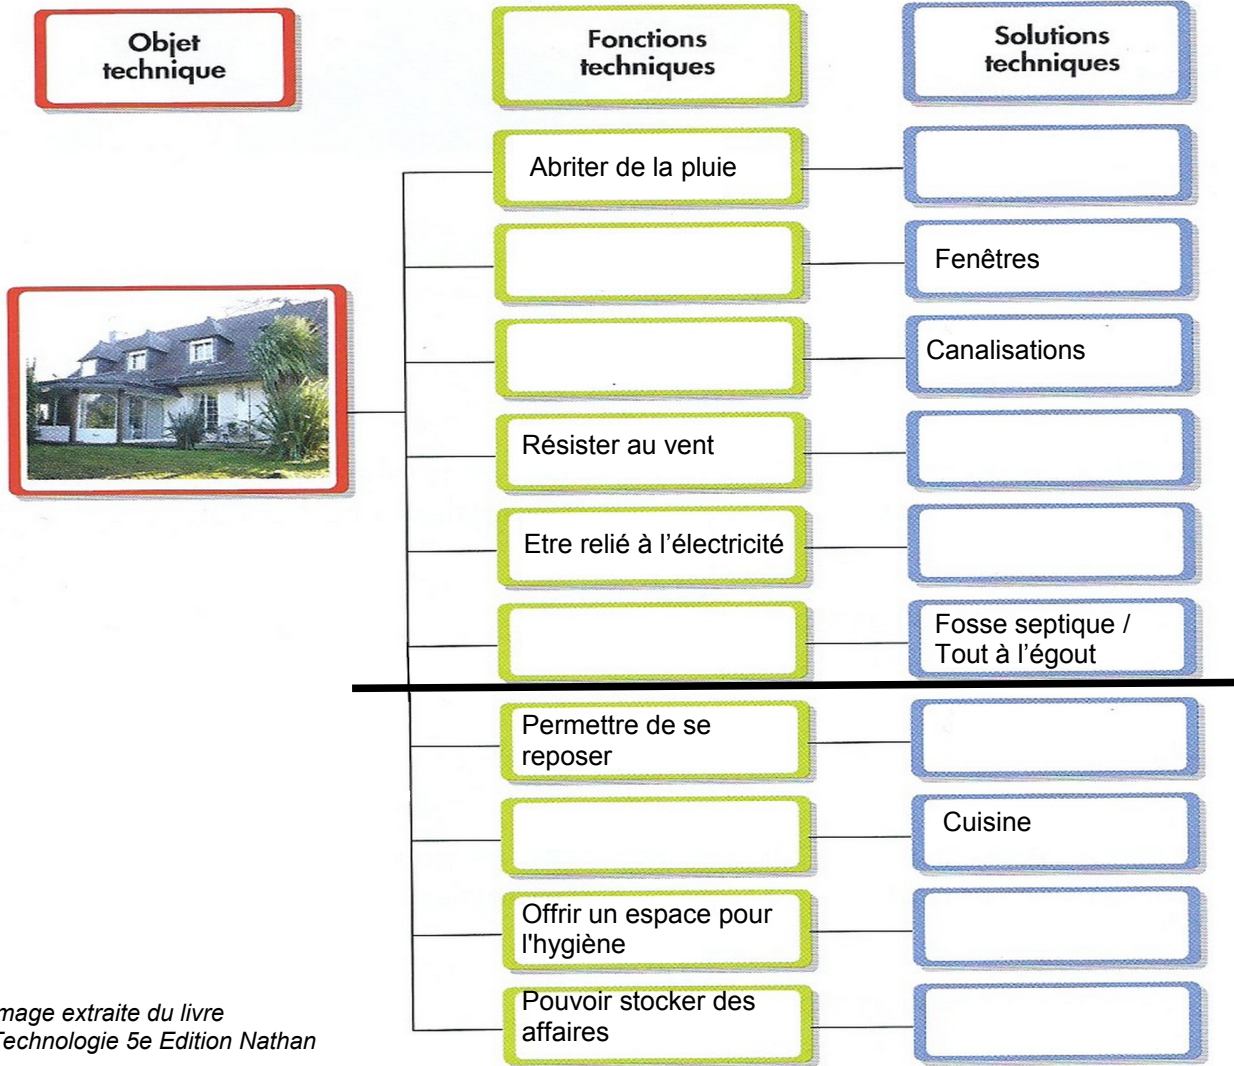 Objet
technique
Fonctions
techniques
Solutions
techniques
Abriter de la pluie
Fenêtres
Canalisations
Résister au vent
Etre relié à l'électricité
Fosse septique /
Tout à l'égout
Permettre de se
reposer
Cuisine
Offrir un espace pour
l'hygiène
Pouvoir stocker des
affaires
mage extraite du livre
Technologie 5e Edition Nathan